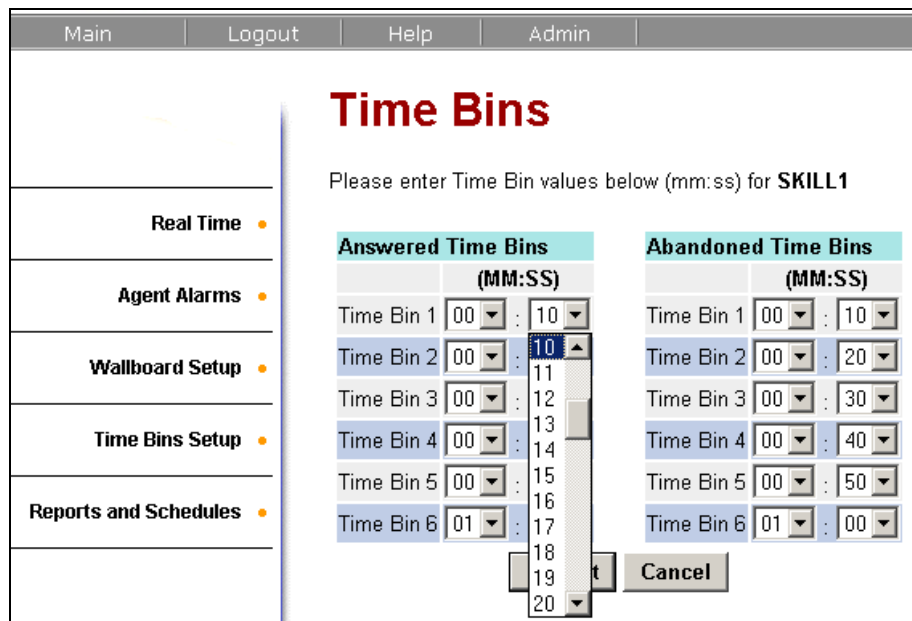 Main Logout Help Admin
Time Bins
Please enter Time Bin values below (mm:ss) for SKILL1
Real Time
Agent Alarms
Wallboard Setup
Time Bins Setup
Reports and Schedules
Answered Time Bins
(MM:SS)
Time Bin 1 00 : 10
Time Bin 2 00 :
Time Bin 3 00 :
Time Bin 4 00 :
Time Bin 5 00 :
Time Bin 6 01 :
10
11
12
13
14
15
16
17
18
19
20
Abandoned Time Bins
(MM:SS)
Time Bin 1 00 : 10
Time Bin 2 00 : 20
Time Bin 3 00 : 30
Time Bin 4 00 : 40
Time Bin 5 00 : 50
Time Bin 6 01 : 00
Cancel